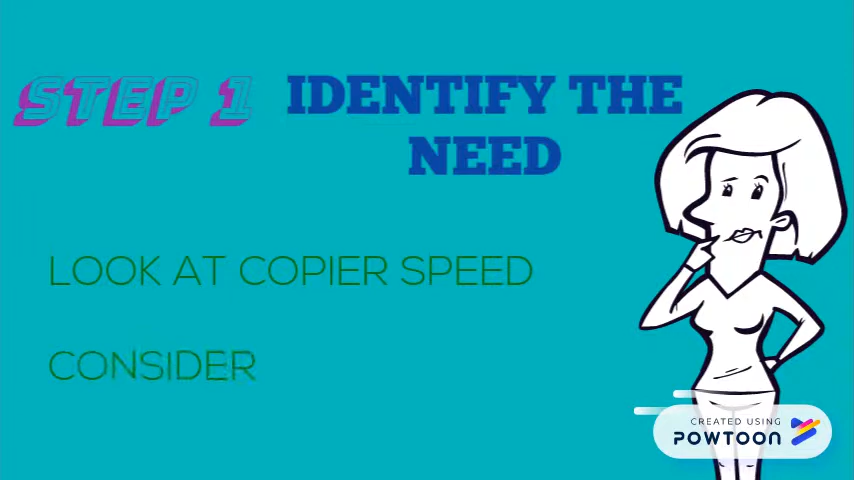 STEP 1 IDENTIFY THE
NEED
LOOK AT COPIER SPEED
CONSIDER
CREATED USING
POWTOON